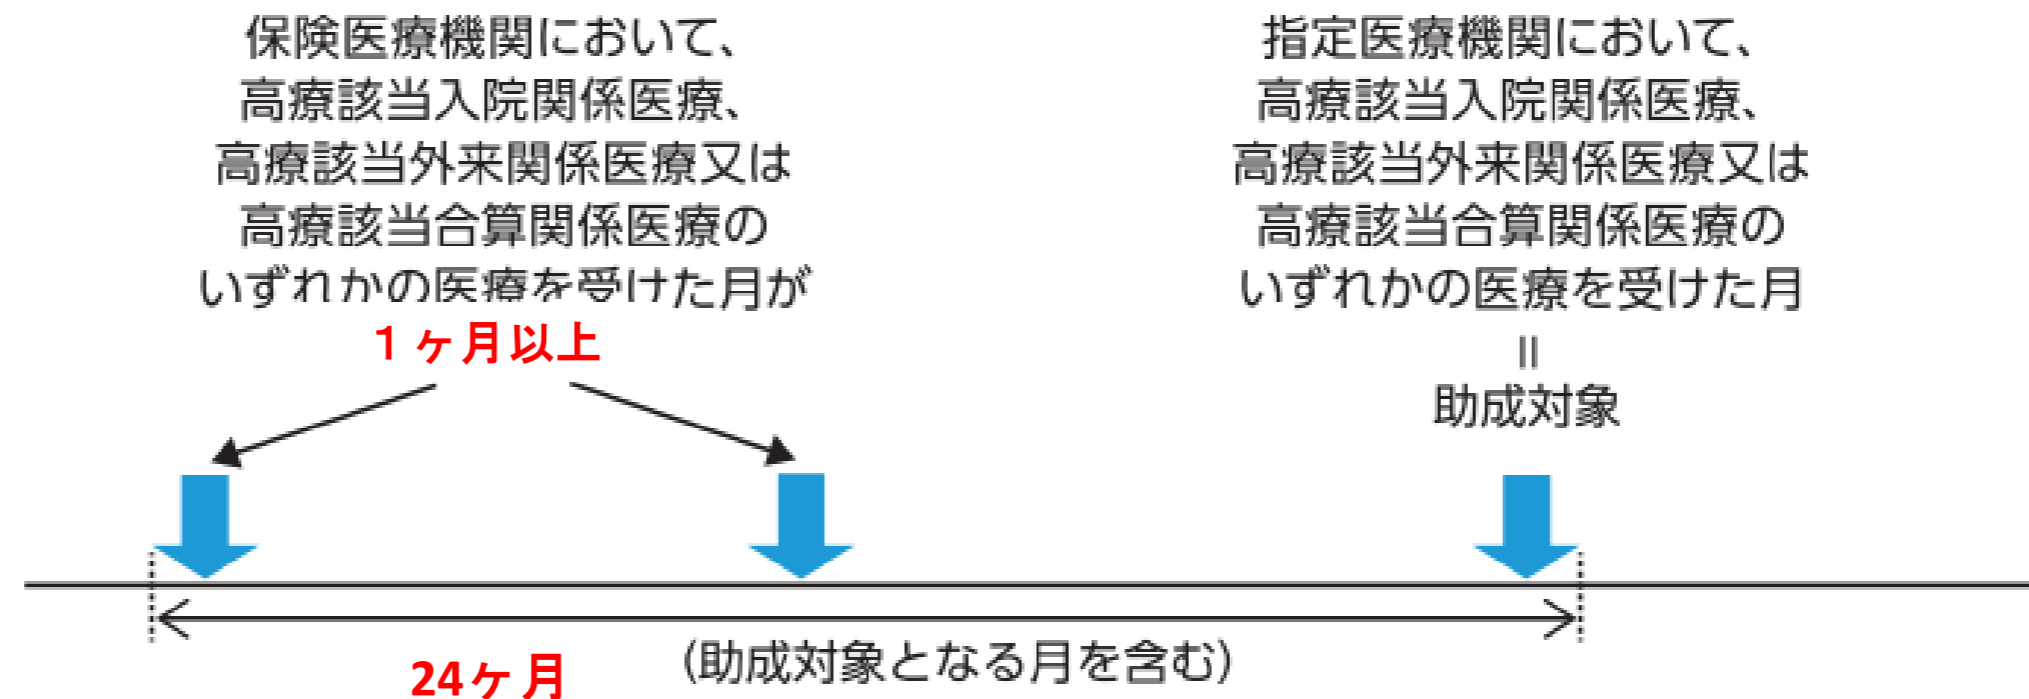 保険医療機関において、
高療該当入院関係医療、
高療該当外来関係医療又は
高療該当合算関係医療の
いずれかの医療を受けた月が
１ヶ月以上
指定医療機関において、
高療該当入院関係医療、
高療該当外来関係医療又は
高療該当合算関係医療の
いずれかの医療を受けた月
＝
助成対象
24ヶ月
（助成対象となる月を含む）